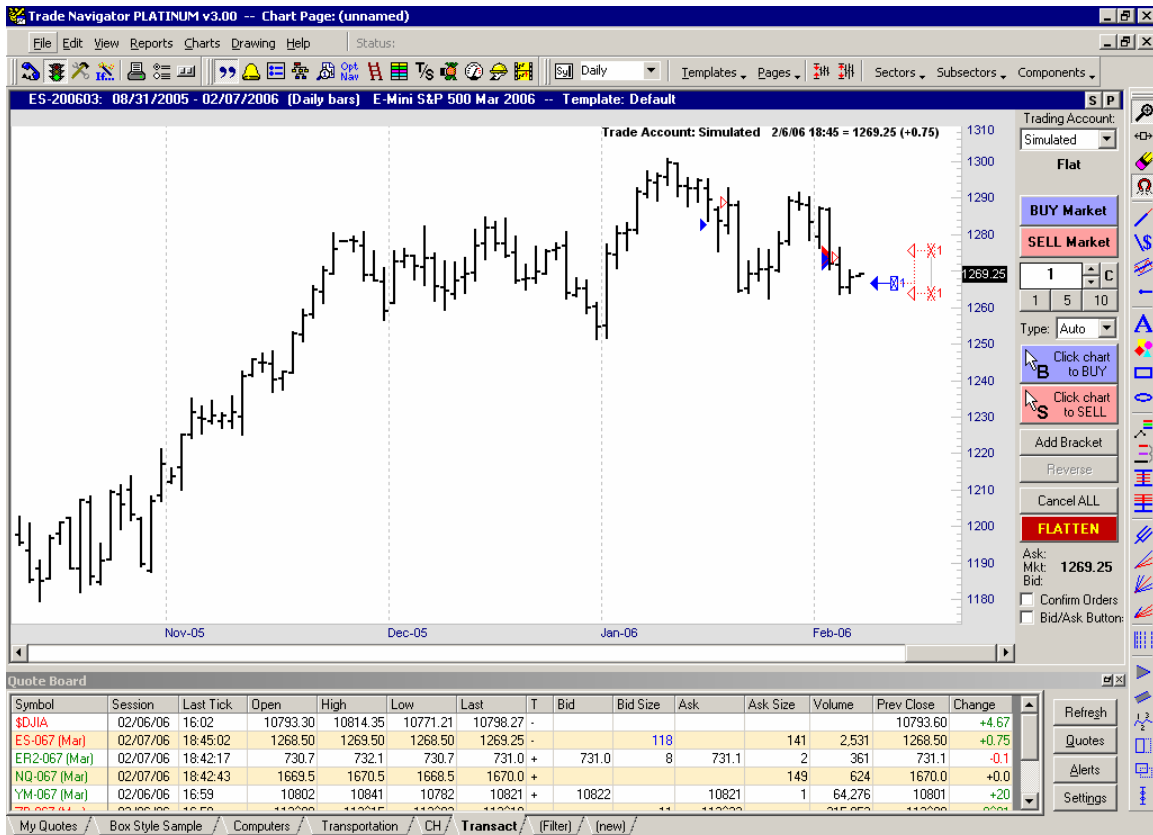 Trade Navigator PLATINUM v3.00 -- Chart Page: (unnamed)
File Edit View Reports Charts Drawing Help Status:
If... Opt Nav T/S Syl Daily Templates Pages Sectors Subsectors Components
ES-200603: 08/31/2005 - 02/07/2006 (Daily bars) E-Mini S&P 500 Mar 2006 -- Template: Default S P
Trade Account: Simulated 2/6/06 18:45 = 1269.25 (+0.75)
1310
1300
1290
1280
1269.25
1260
1250
1240
1230
1220
1210
1200
1190
1180
1
1
1
Nov-05 Dec-05 Jan-06 Feb-06
Trading Account:
Simulated
Flat
BUY Market
SELL Market
1 C
1 5 10
Type: Auto
B Click chart
to BUY
S Click chart
to SELL
Add Bracket
Reverse
Cancel ALL
FLATTEN
Ask:
Mkt: 1269.25
Bid:
Confirm Orders
Bid/Ask Button:
\$
A
Quote Board
Symbol Session Last Tick Open High Low Last T Bid Bid Size Ask Ask Size Volume Prev Close Change
$DJIA 02/06/06 16:02 10793.30 10814.35 10771.21 10798.27 - 10793.60 +4.67
ES-067 (Mar) 02/07/06 18:45:02 1268.50 1269.50 1268.50 1269.25 - 118 141 2,531 1268.50 +0.75
ER2-067 (Mar) 02/07/06 18:42:17 730.7 732.1 730.7 731.0 + 731.0 8 731.1 2 361 731.1 -0.1
NQ-067 (Mar) 02/07/06 18:42:43 1669.5 1670.5 1668.5 1670.0 + 149 624 1670.0 +0.0
YM-067 (Mar) 02/06/06 16:59 10802 10841 10782 10821 + 10822 10821 1 64,276 10801 +20
Refresh
Quotes
Alerts
Settings
My Quotes Box Style Sample Computers Transportation CH Transact (Filter) (new)